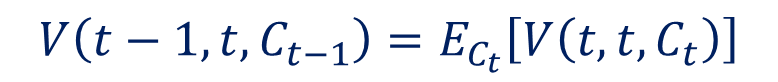 V(t − 1, t, C_{t−1}) = E_{C_t}[V(t, t, C_t)]